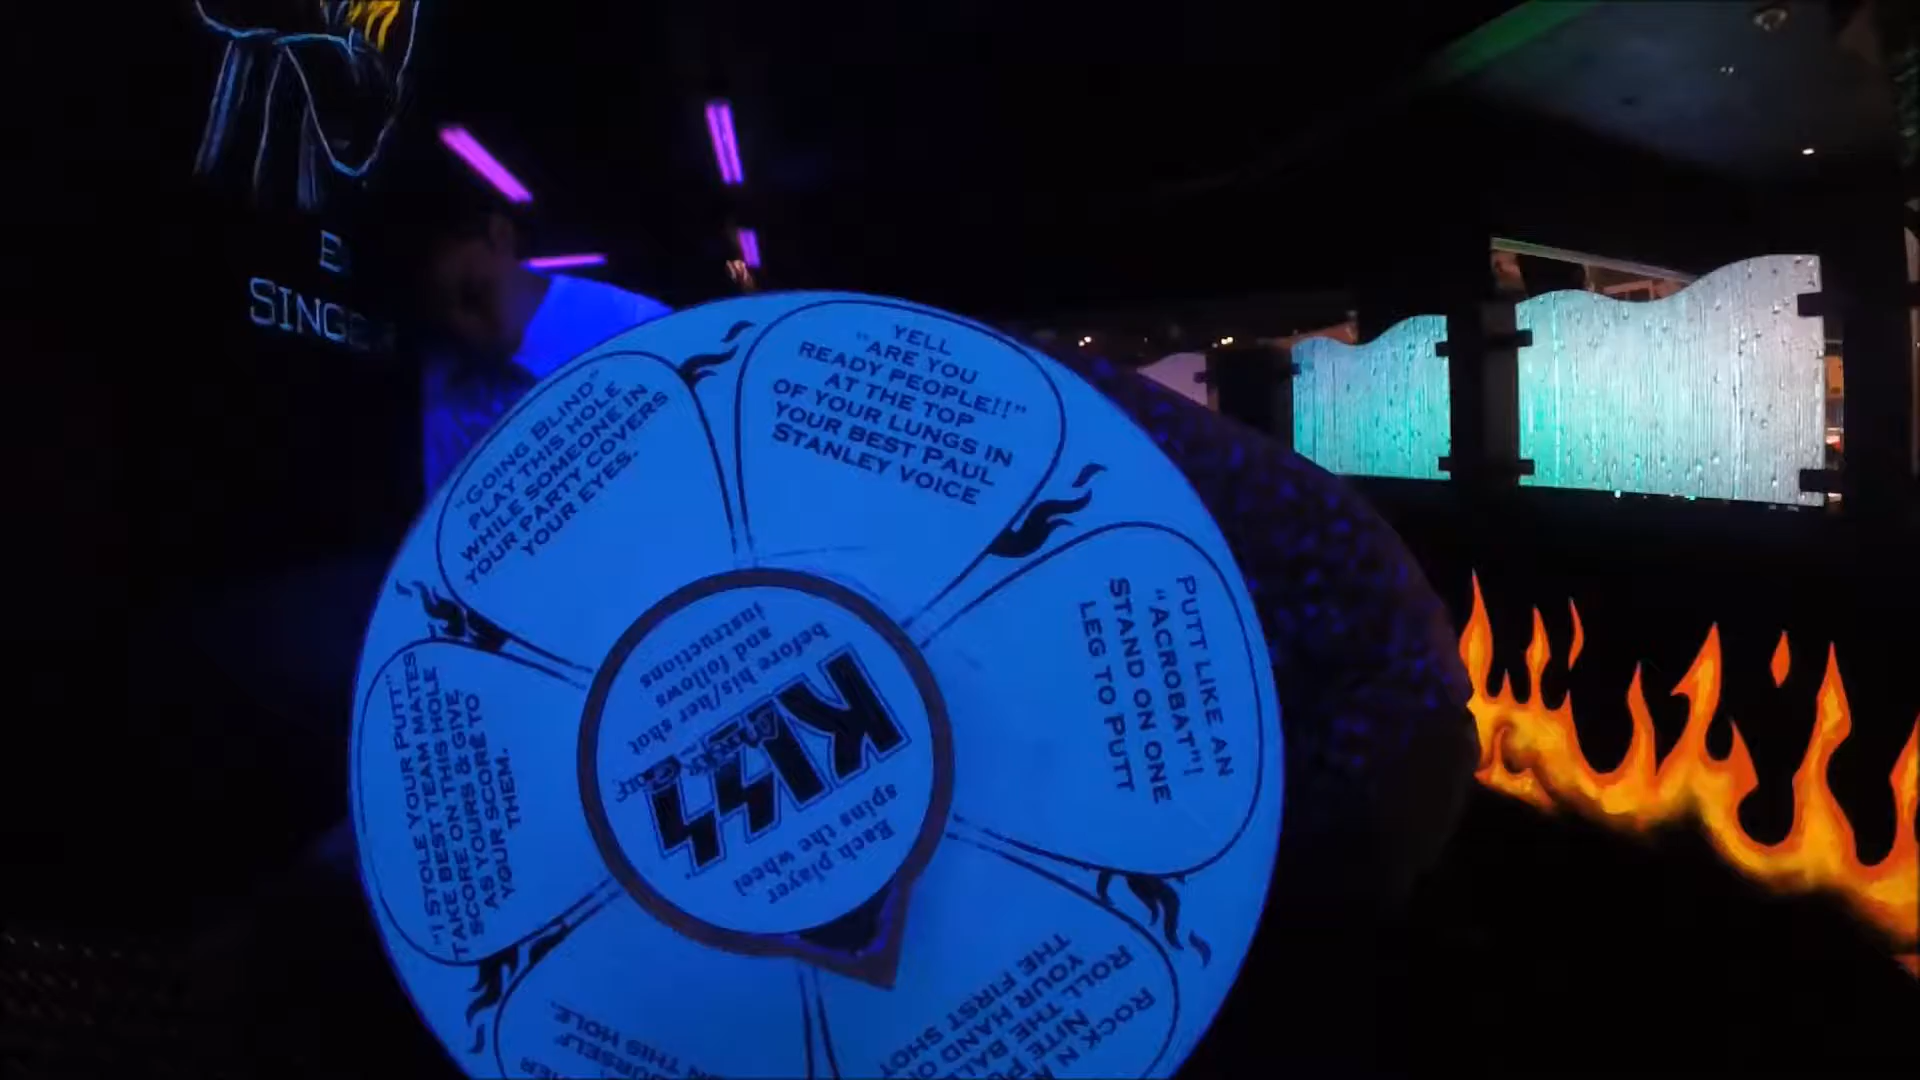 E
SINGE
YELL
"ARE YOU
READY PEOPLE!!"
AT THE TOP
OF YOUR LUNGS IN
YOUR BEST PAUL
STANLEY VOICE
"GOING BLIND"
PLAY THIS HOLE
WHILE SOMEONE IN
YOUR PARTY COVERS
YOUR EYES.
PUTT LIKE AN
"ACROBAT"!
STAND ON ONE
LEG TO PUTT
"I STOLE YOUR PUTT"
TAKE BEST TEAM MATES
SCORE ON THIS HOLE
AS YOURS & GIVE
YOUR SCORE TO
THEM.
Each player
spins the wheel
KISS
MINI GOLF
before his/her shot
and follows
instructions
ROCK N
NITE
ROLL THE BALL
YOUR HAND ON
THE FIRST SHOT
THIS HOLE.